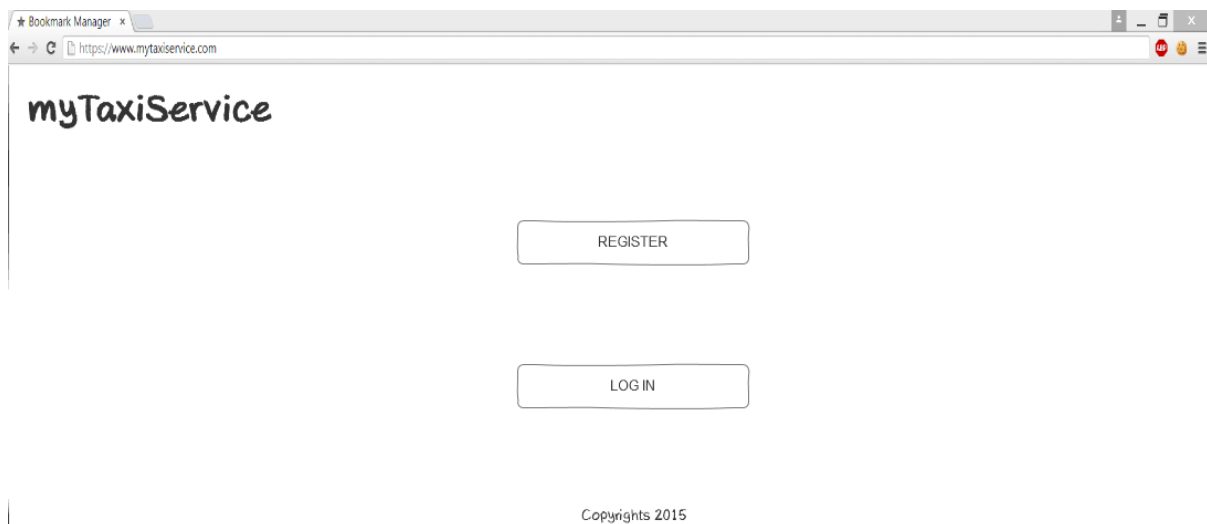 ★ Bookmark Manager ×
https://www.mytaxiservice.com
myTaxiService
REGISTER
LOG IN
Copyrights 2015